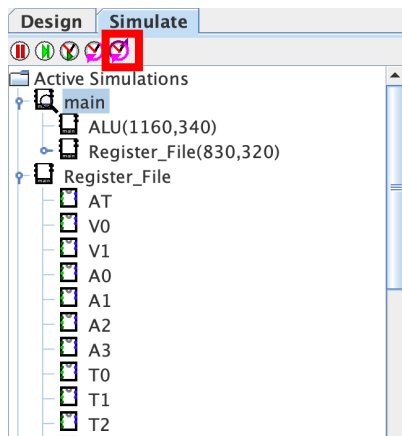 Design Simulate
Active Simulations
main
ALU(1160,340)
Register_File(830,320)
Register_File
AT
V0
V1
A0
A1
A2
A3
T0
T1
T2